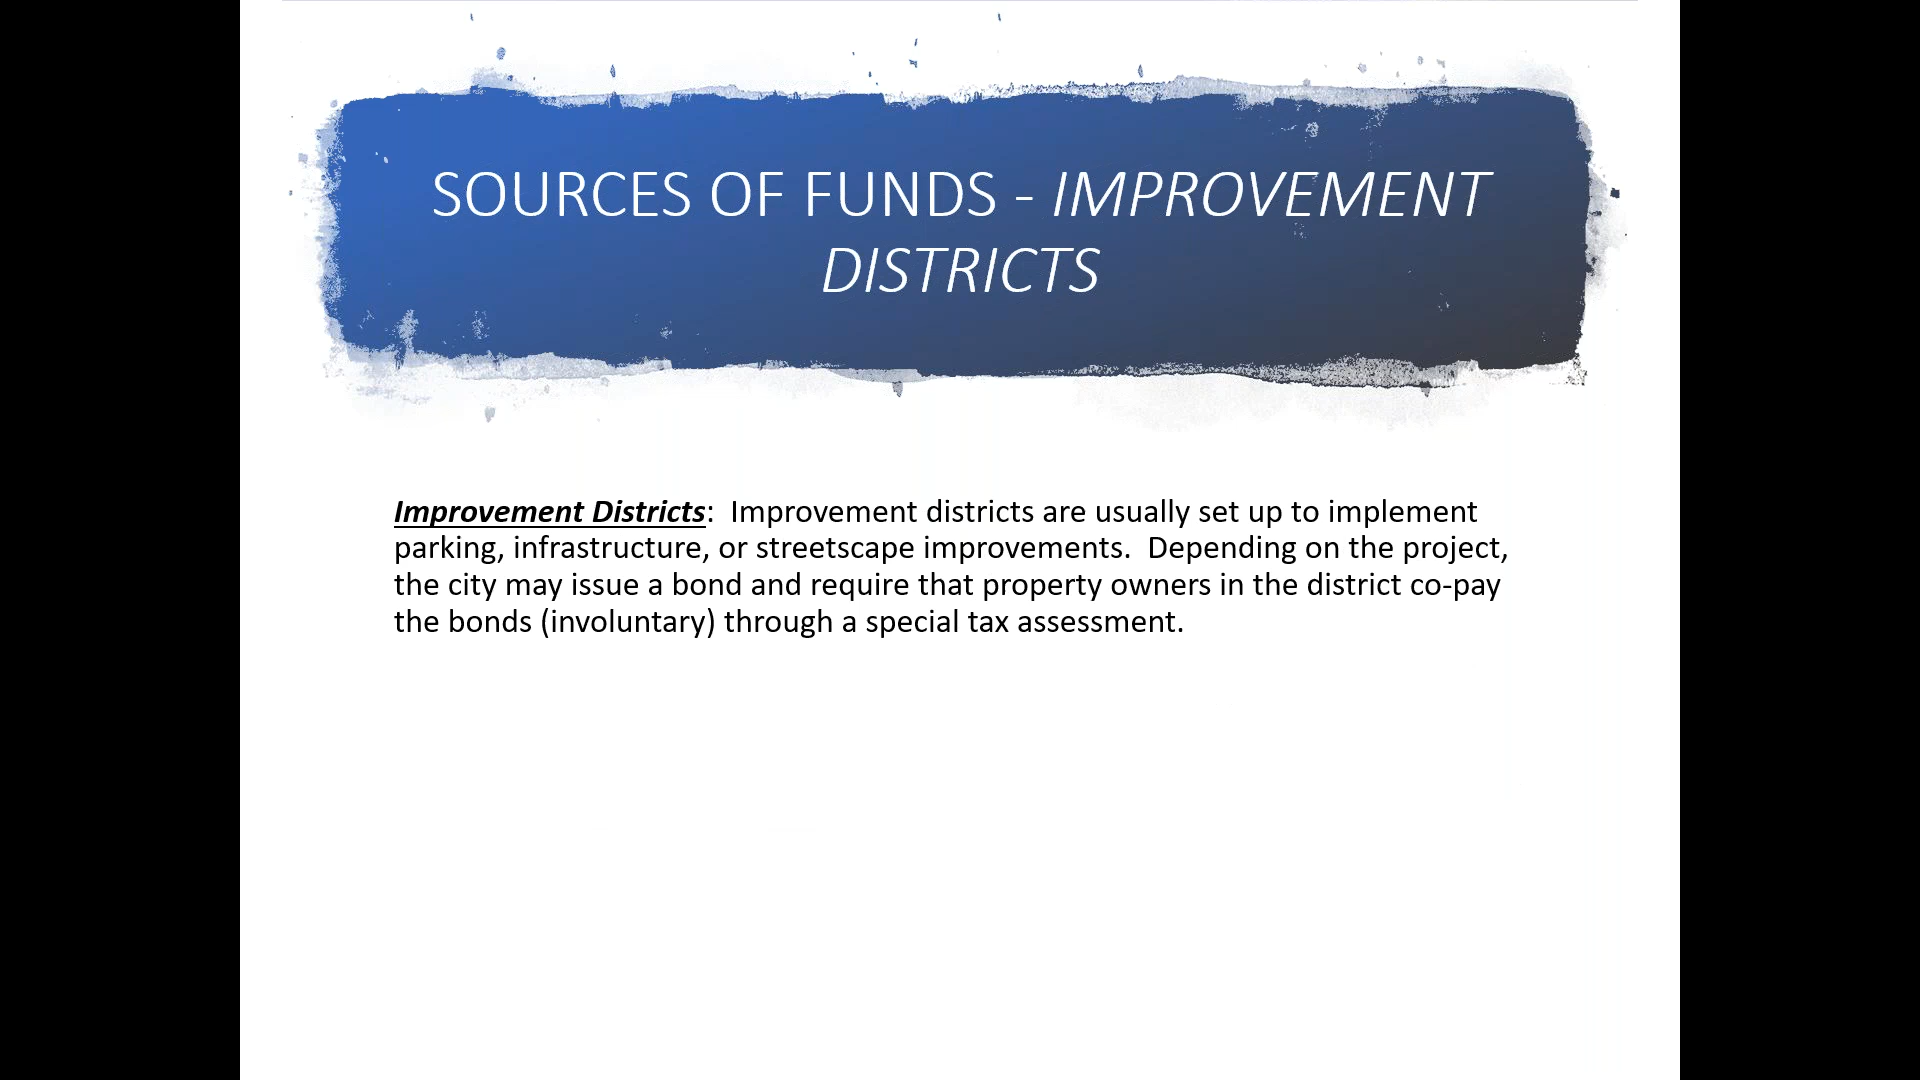 SOURCES OF FUNDS - IMPROVEMENT
DISTRICTS
Improvement Districts:  Improvement districts are usually set up to implement
parking, infrastructure, or streetscape improvements.  Depending on the project,
the city may issue a bond and require that property owners in the district co-pay
the bonds (involuntary) through a special tax assessment.